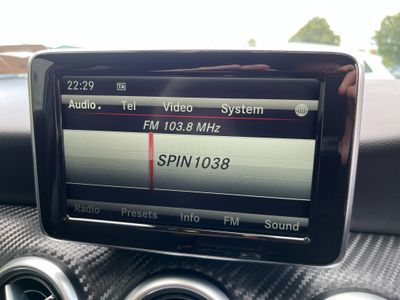 22:29 TA
Audio Tel Video System
FM 103.8 MHz
SPIN1038
Radio Presets Info FM Sound